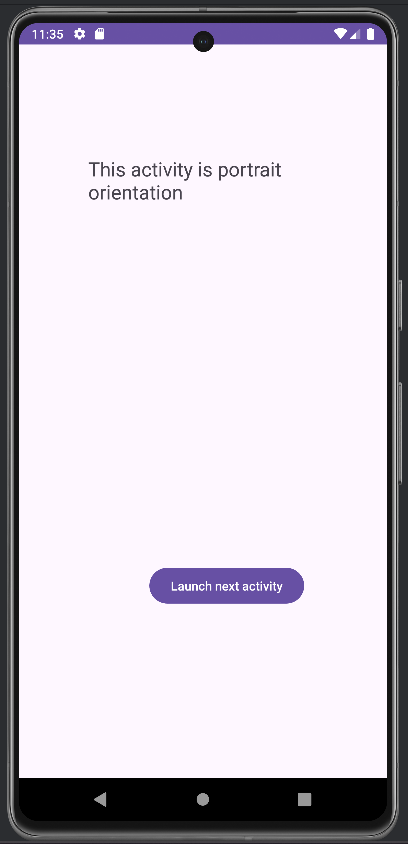 11:35
This activity is portrait
orientation
Launch next activity